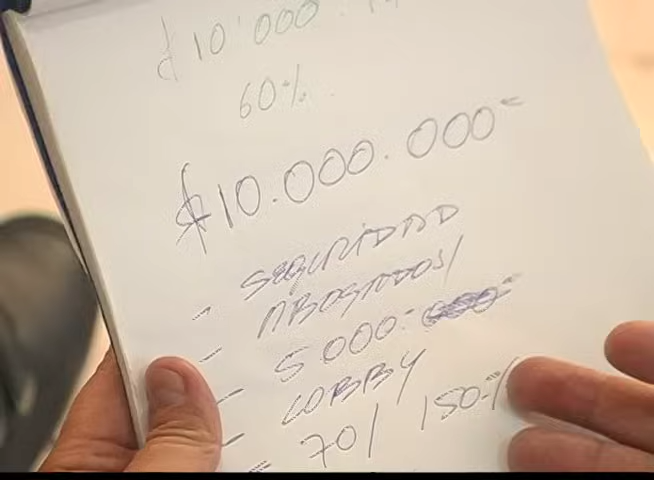 $10'000
60%
$10.000.000=
- SEGURIDAD
- ABOGADOS/
- 5000=
- LOBBY
= 70/ 150%